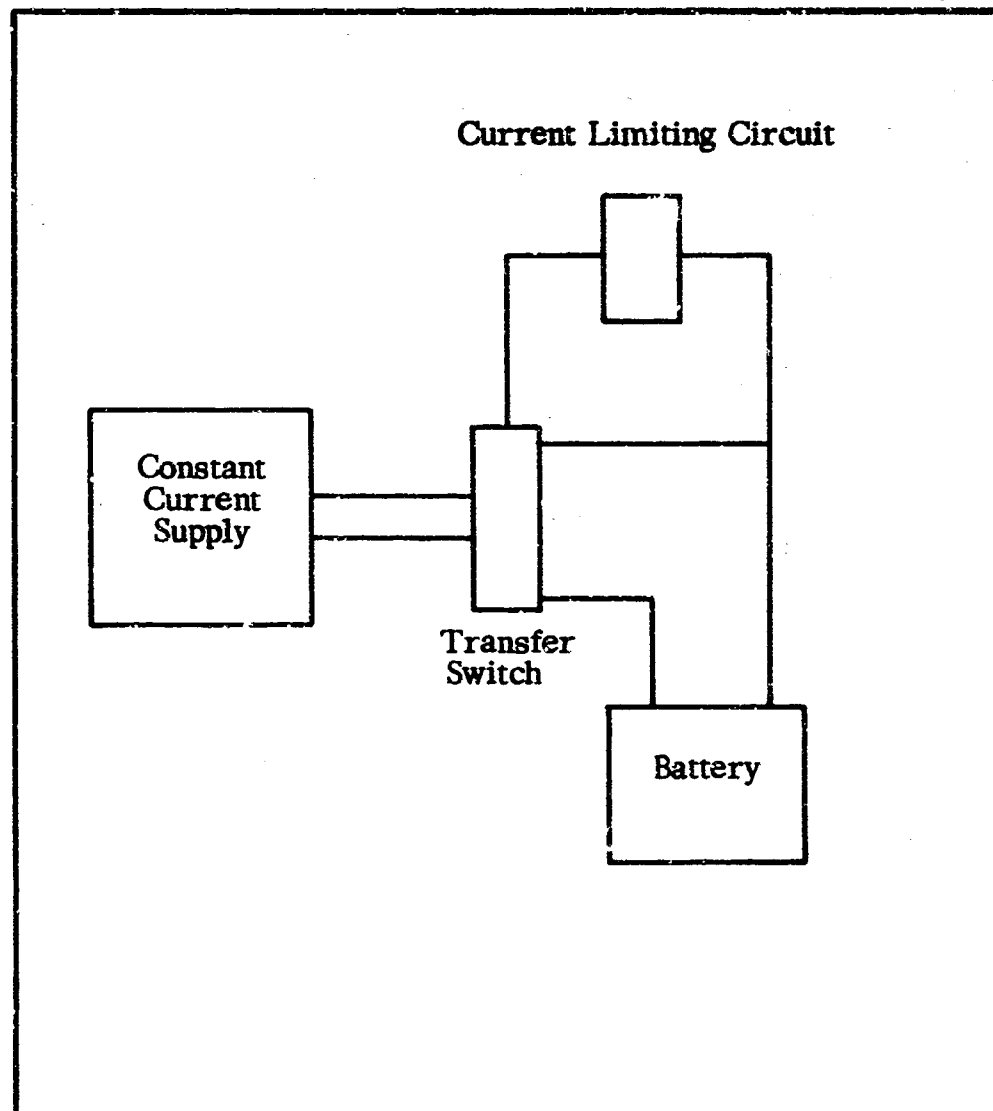 Current Limiting Circuit
Constant
Current
Supply
Transfer
Switch
Battery